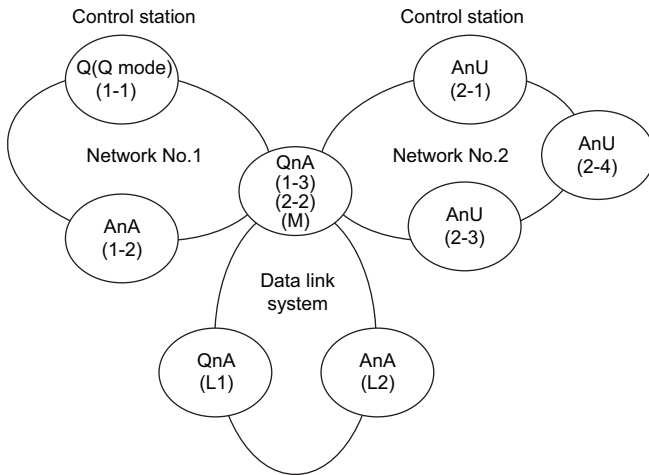 Control station
Control station
Q(Q mode)
(1-1)
AnU
(2-1)
AnU
(2-4)
Network No.1
QnA
(1-3)
(2-2)
(M)
Network No.2
AnA
(1-2)
AnU
(2-3)
Data link
system
QnA
(L1)
AnA
(L2)